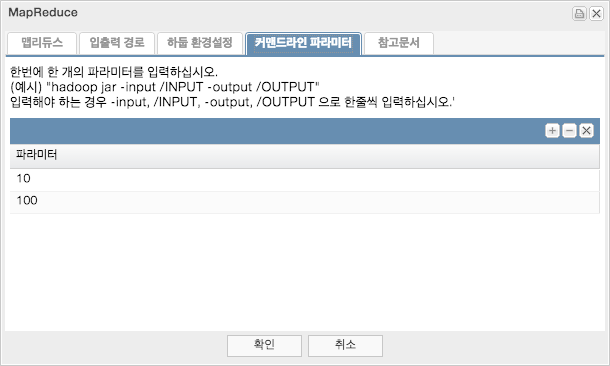 MapReduce
맵리듀스
입출력 경로
하둡 환경설정
커맨드라인 파라미터
참고문서
한번에 한 개의 파라미터를 입력하십시오.
(예시) "hadoop jar -input /INPUT -output /OUTPUT"
입력해야 하는 경우 -input, /INPUT, -output, /OUTPUT 으로 한줄씩 입력하십시오.'
파라미터
10
100
확인
취소